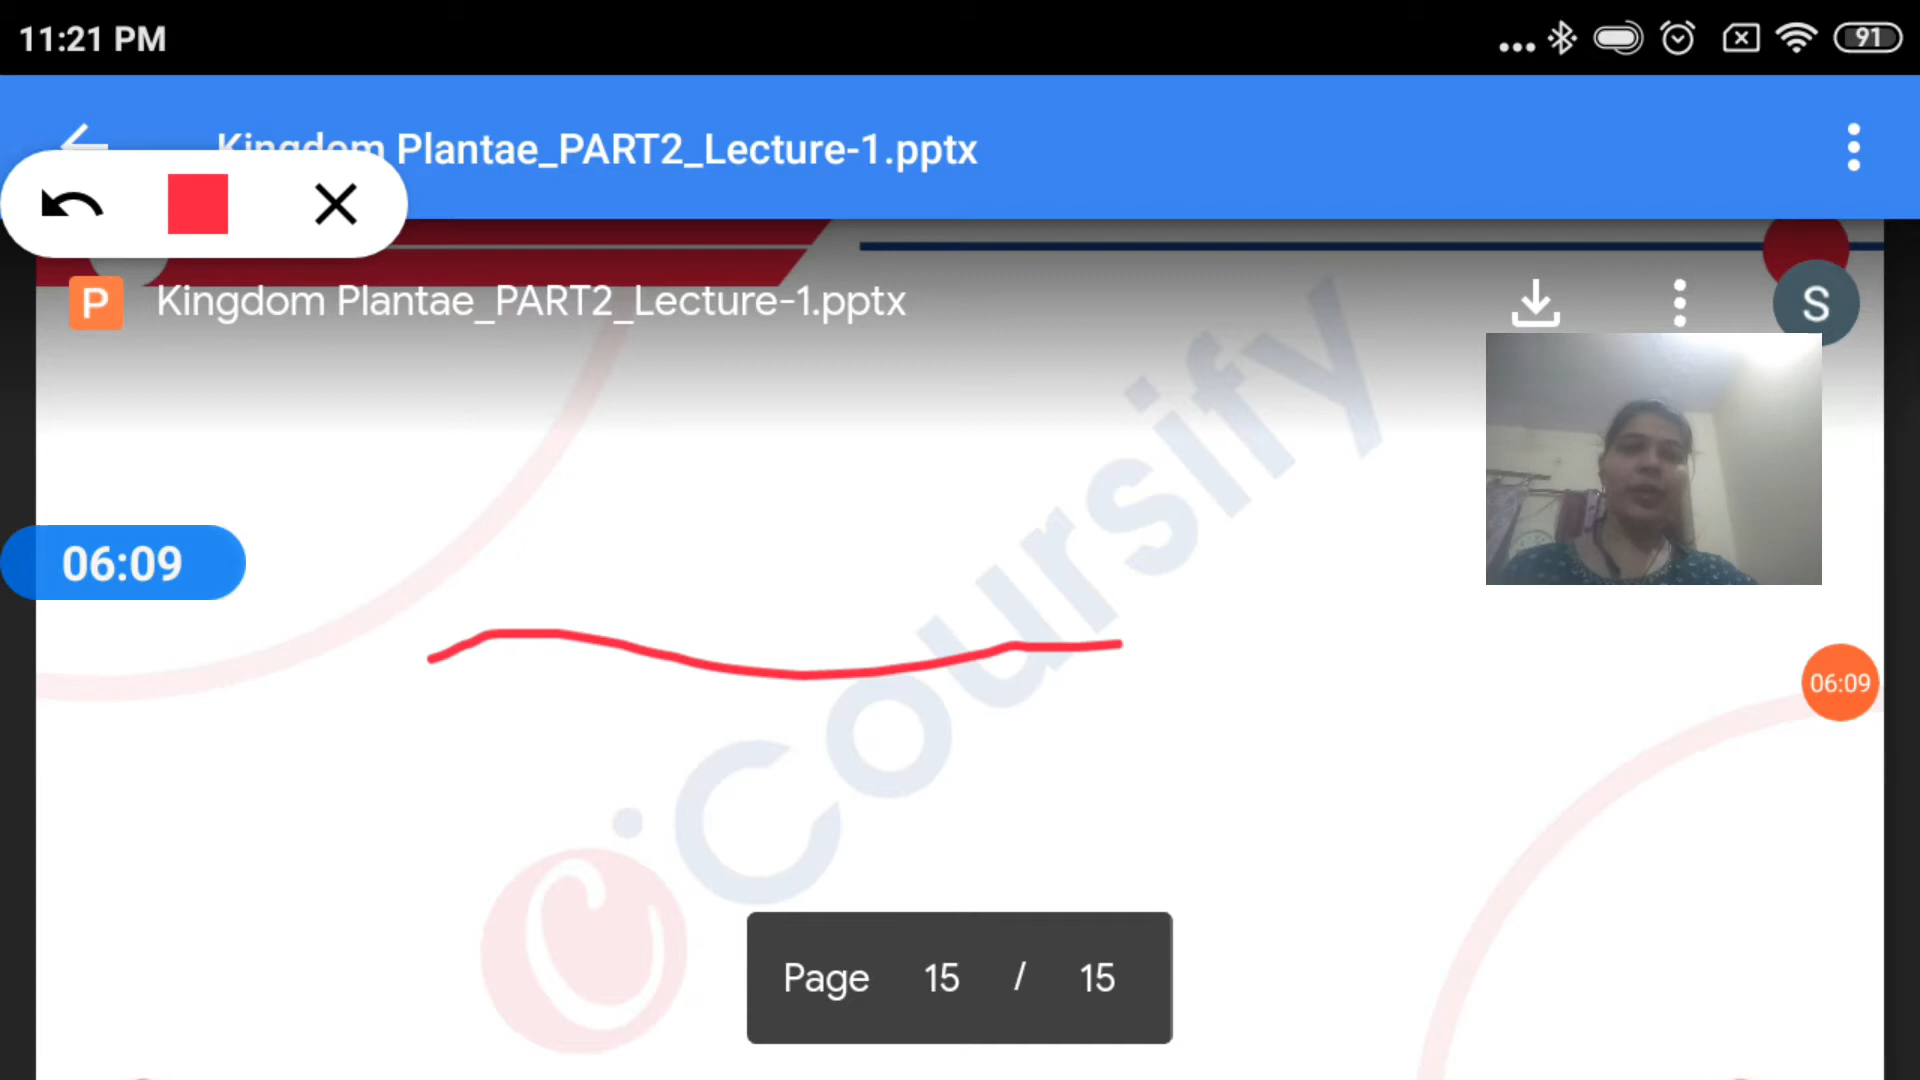 11:21 PM
91
Kingdom Plantae_PART2_Lecture-1.pptx
P
Kingdom Plantae_PART2_Lecture-1.pptx
S
06:09
06:09
Coursify
Page 15 / 15